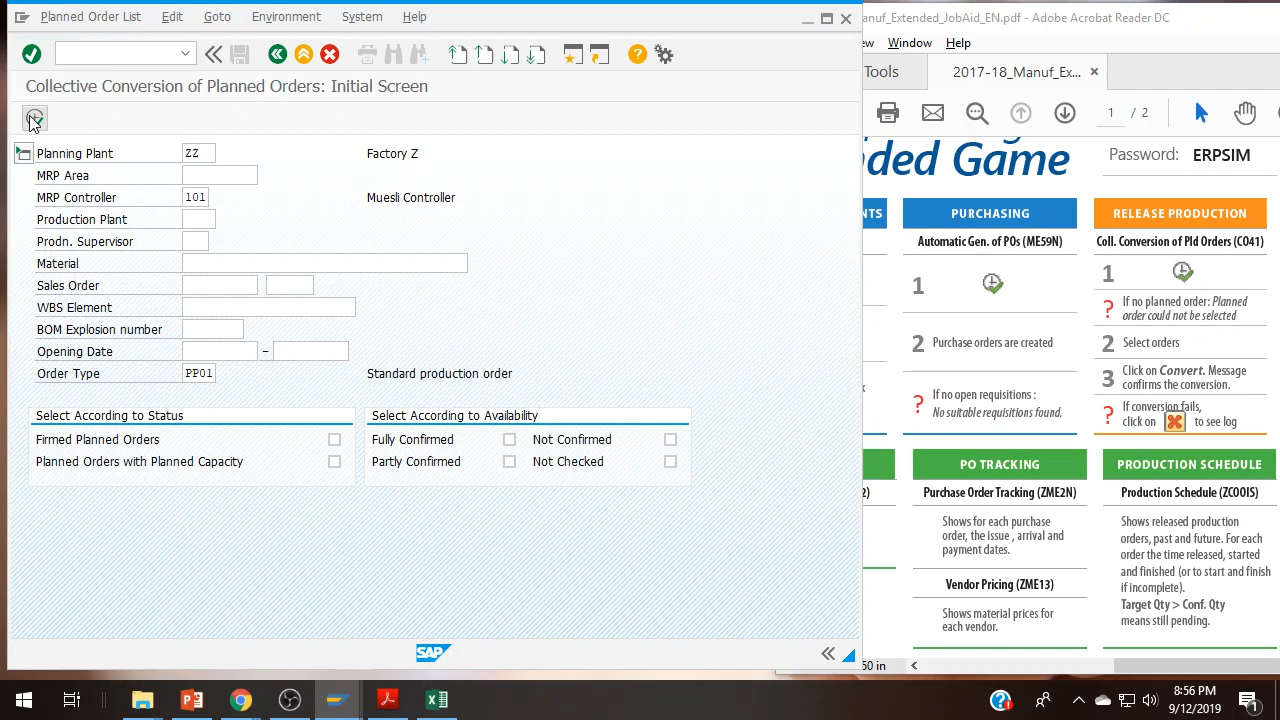 Planned Order List Edit Goto Environment System Help
Collective Conversion of Planned Orders: Initial Screen
Planning Plant ZZ Factory Z
MRP Area
MRP Controller 101 Muesli Controller
Production Plant
Prodn. Supervisor
Material
Sales Order
WBS Element
BOM Explosion number
Opening Date –
Order Type PP01 Standard production order
Select According to Status
Firmed Planned Orders
Planned Orders with Planned Capacity
Select According to Availability
Fully Confirmed Not Confirmed
Partly Confirmed Not Checked
SAP
anuf_Extended_JobAid_EN.pdf - Adobe Acrobat Reader DC
ew Window Help
Tools 2017-18_Manuf_Ex... ×
1 / 2
ded Game
Password: ERPSIM
NTS
PURCHASING
Automatic Gen. of POs (ME59N)
1
2 Purchase orders are created
? If no open requisitions :
No suitable requisitions found.
RELEASE PRODUCTION
Coll. Conversion of Pld Orders (CO41)
1
? If no planned order: Planned
order could not be selected
2 Select orders
3 Click on Convert. Message
confirms the conversion.
? If conversion fails,
click on to see log
2)
PO TRACKING
Purchase Order Tracking (ZME2N)
Shows for each purchase
order, the issue , arrival and
payment dates.
Vendor Pricing (ZME13)
Shows material prices for
each vendor.
PRODUCTION SCHEDULE
Production Schedule (ZCOOIS)
Shows released production
orders, past and future. For each
order the time released, started
and finished (or to start and finish
if incomplete).
Target Qty > Conf. Qty
means still pending.
50 in
8:56 PM
9/12/2019
1